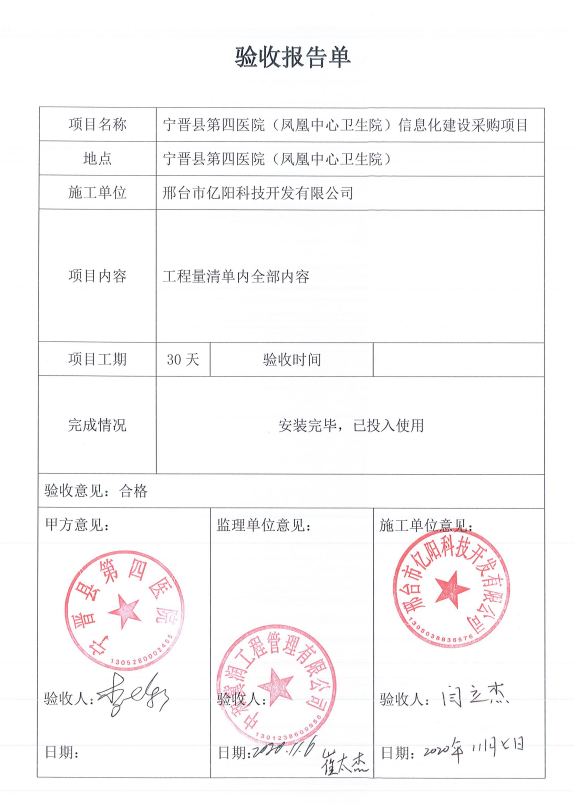 验收报告单
项目名称 宁晋县第四医院（凤凰中心卫生院）信息化建设采购项目
地点 宁晋县第四医院（凤凰中心卫生院）
施工单位 邢台市亿阳科技开发有限公司
项目内容 工程量清单内全部内容
项目工期 30天 验收时间
完成情况 安装完毕，已投入使用
验收意见：合格
甲方意见： 监理单位意见： 施工单位意见：
宁晋县第四医院
1305280002455
工程管理有限公司
邢台市亿阳科技开发有限公司
验收人： 验收人： 验收人：闫立杰
日期： 日期：2020.11.6 日期：2020年11月七日
崔太杰